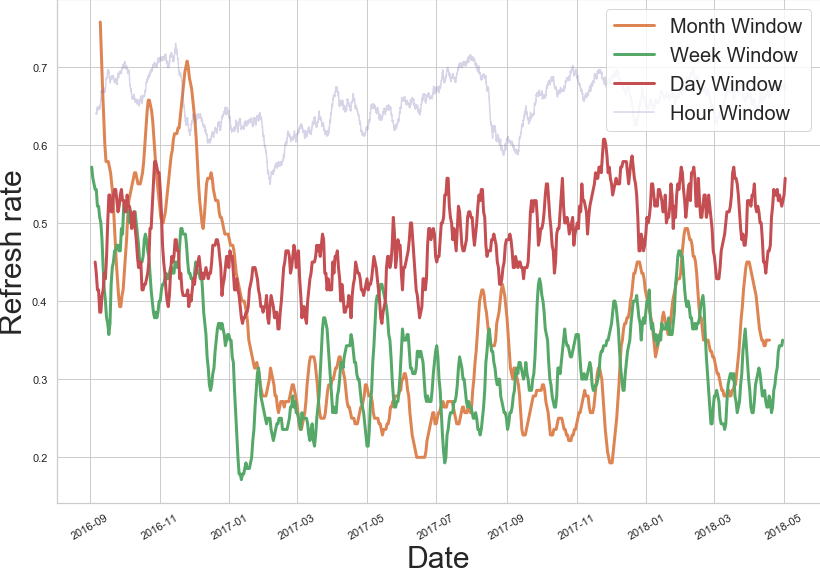 Month Window
Week Window
Day Window
Hour Window
Refresh rate
0.7
0.6
0.5
0.4
0.3
0.2
2016-09
2016-11
2017-01
2017-03
2017-05
2017-07
2017-09
2017-11
2018-01
2018-03
2018-05
Date